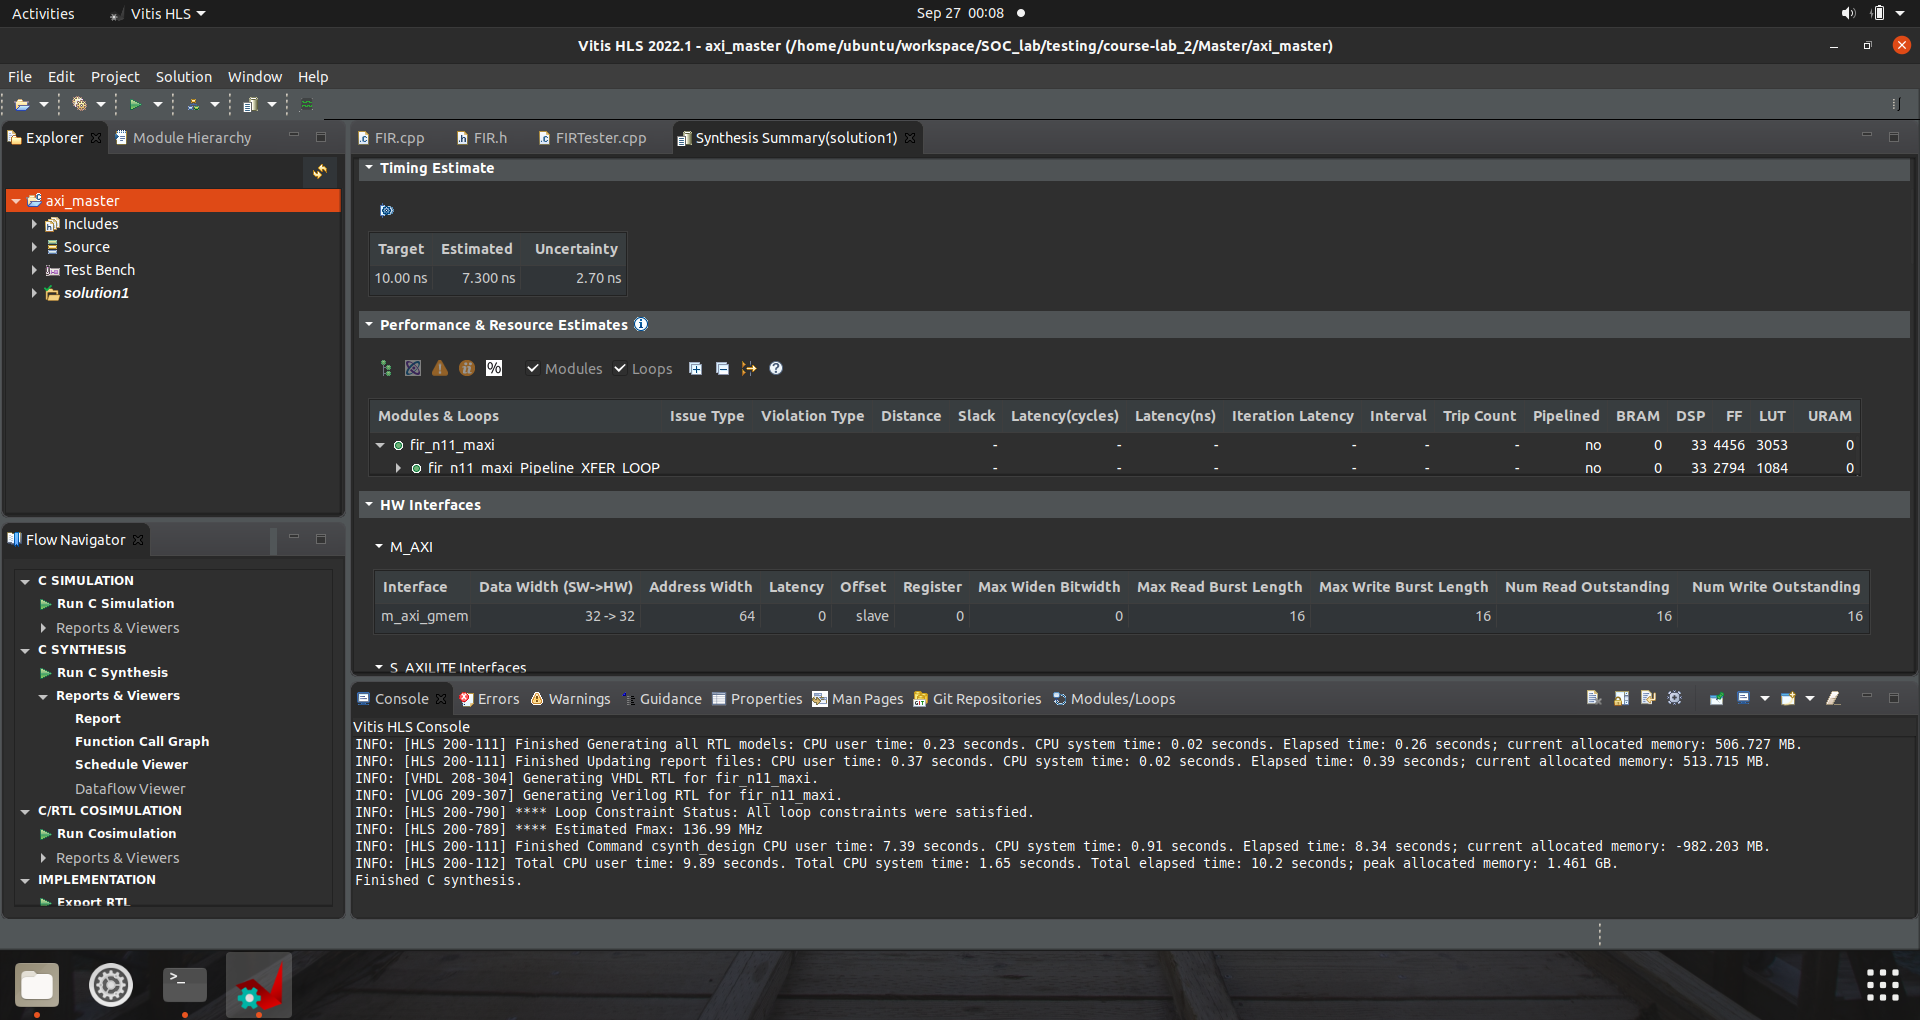 Activities
Vitis HLS
Sep 27 00:08
Vitis HLS 2022.1 - axi_master (/home/ubuntu/workspace/SOC_lab/testing/course-lab_2/Master/axi_master)
File Edit Project Solution Window Help
Explorer
Module Hierarchy
axi_master
Includes
Source
Test Bench
solution1
FIR.cpp
FIR.h
FIRTester.cpp
Synthesis Summary(solution1)
Timing Estimate
Target Estimated Uncertainty
10.00 ns 7.300 ns 2.70 ns
Performance & Resource Estimates
% Modules Loops
Modules & Loops Issue Type Violation Type Distance Slack Latency(cycles) Latency(ns) Iteration Latency Interval Trip Count Pipelined BRAM DSP FF LUT URAM
fir_n11_maxi - - - - - - no 0 33 4456 3053 0
fir_n11_maxi_Pipeline_XFER_LOOP - - - - - - no 0 33 2794 1084 0
HW Interfaces
M_AXI
Interface Data Width (SW->HW) Address Width Latency Offset Register Max Widen Bitwidth Max Read Burst Length Max Write Burst Length Num Read Outstanding Num Write Outstanding
m_axi_gmem 32 -> 32 64 0 slave 0 0 16 16 16 16
S_AXILITE Interfaces
Flow Navigator
C SIMULATION
Run C Simulation
Reports & Viewers
C SYNTHESIS
Run C Synthesis
Reports & Viewers
Report
Function Call Graph
Schedule Viewer
Dataflow Viewer
C/RTL COSIMULATION
Run Cosimulation
Reports & Viewers
IMPLEMENTATION
Export RTL
Console Errors Warnings Guidance Properties Man Pages Git Repositories Modules/Loops
Vitis HLS Console
INFO: [HLS 200-111] Finished Generating all RTL models: CPU user time: 0.23 seconds. CPU system time: 0.02 seconds. Elapsed time: 0.26 seconds; current allocated memory: 506.727 MB.
INFO: [HLS 200-111] Finished Updating report files: CPU user time: 0.37 seconds. CPU system time: 0.02 seconds. Elapsed time: 0.39 seconds; current allocated memory: 513.715 MB.
INFO: [VHDL 208-304] Generating VHDL RTL for fir_n11_maxi.
INFO: [VLOG 209-307] Generating Verilog RTL for fir_n11_maxi.
INFO: [HLS 200-790] **** Loop Constraint Status: All loop constraints were satisfied.
INFO: [HLS 200-789] **** Estimated Fmax: 136.99 MHz
INFO: [HLS 200-111] Finished Command csynth_design CPU user time: 7.39 seconds. CPU system time: 0.91 seconds. Elapsed time: 8.34 seconds; current allocated memory: -982.203 MB.
INFO: [HLS 200-112] Total CPU user time: 9.89 seconds. Total CPU system time: 1.65 seconds. Total elapsed time: 10.2 seconds; peak allocated memory: 1.461 GB.
Finished C synthesis.